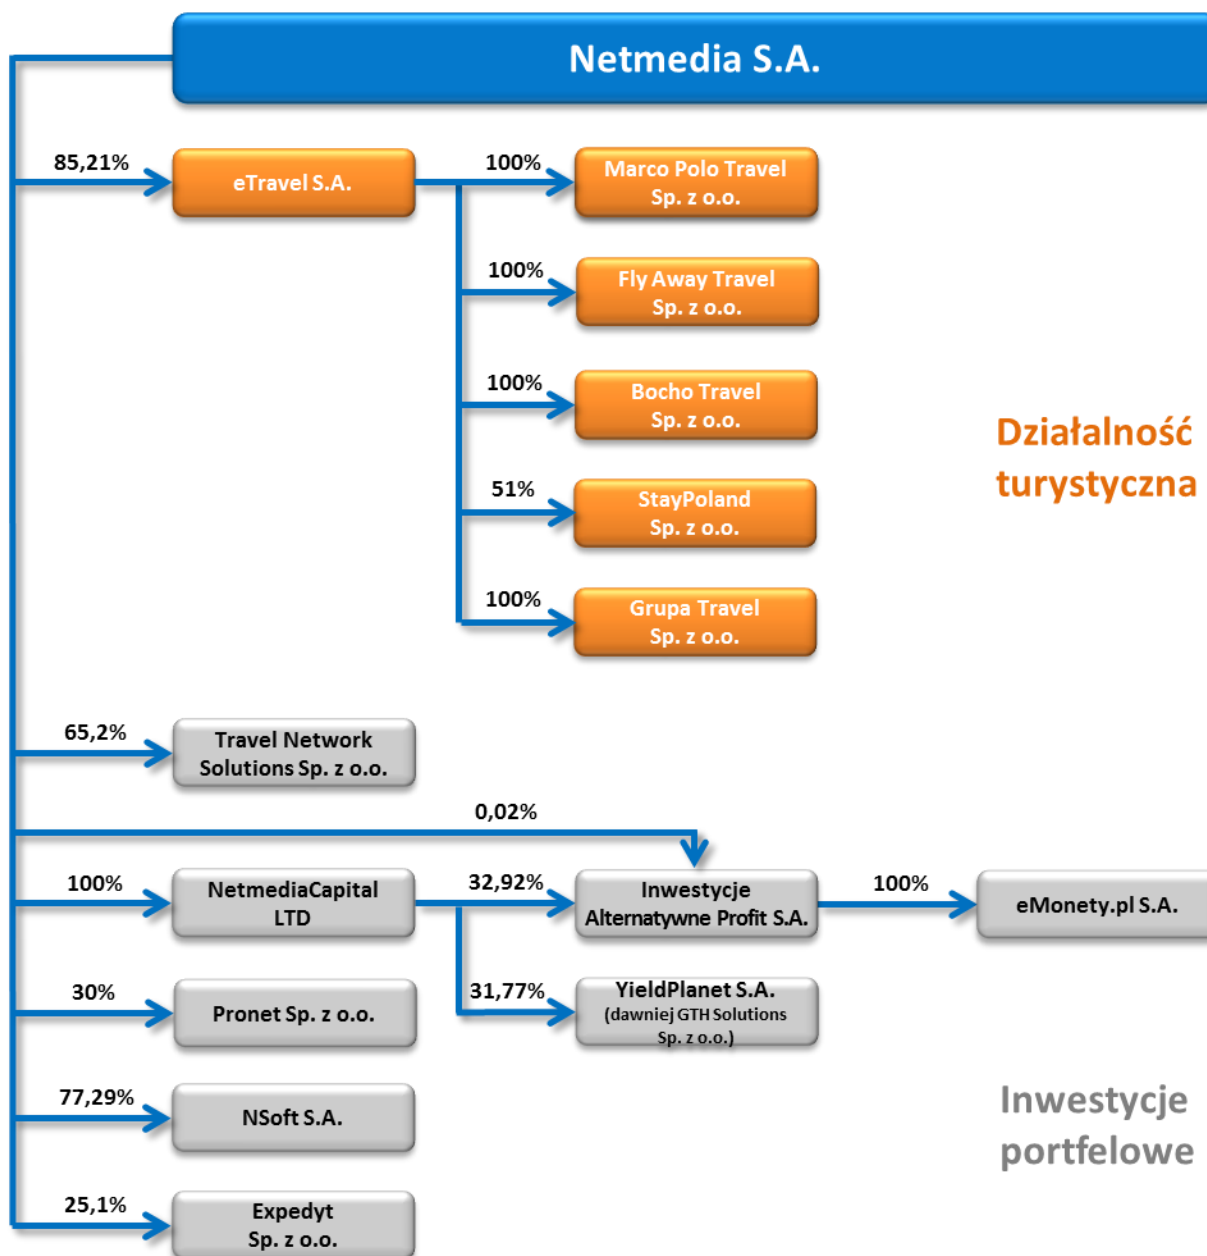 Netmedia S.A.
85,21%
eTravel S.A.
100%
Marco Polo Travel
Sp. z o.o.
100%
Fly Away Travel
Sp. z o.o.
100%
Bocho Travel
Sp. z o.o.
Działalność
turystyczna
51%
StayPoland
Sp. z o.o.
100%
Grupa Travel
Sp. z o.o.
65,2%
Travel Network
Solutions Sp. z o.o.
0,02%
100%
NetmediaCapital
LTD
32,92%
Inwestycje
Alternatywne Profit S.A.
100%
eMonety.pl S.A.
30%
Pronet Sp. z o.o.
31,77%
YieldPlanet S.A.
(dawniej GTH Solutions
Sp. z o.o.)
77,29%
NSoft S.A.
Inwestycje
portfelowe
25,1%
Expedyt
Sp. z o.o.